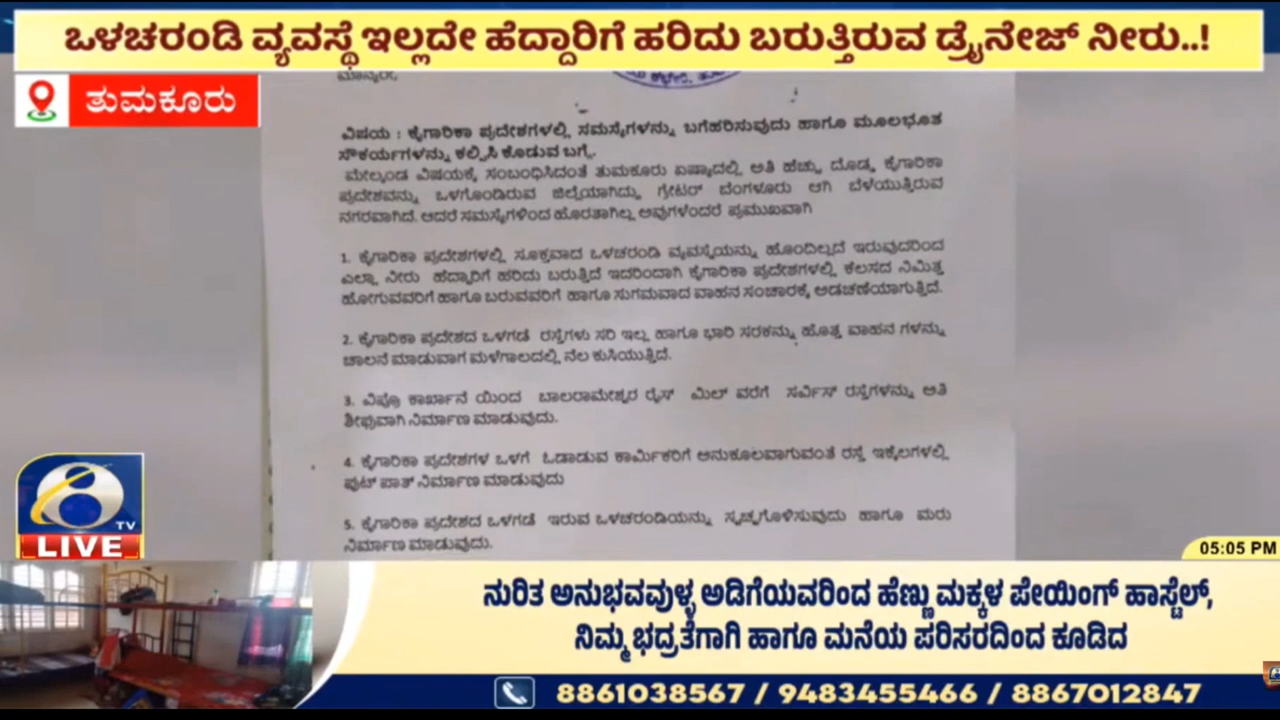 ಒಳಚರಂಡಿ ವ್ಯವಸ್ಥೆ ಇಲ್ಲದೇ ಹೆದ್ದಾರಿಗೆ ಹರಿದು ಬರುತ್ತಿರುವ ಡ್ರೈನೇಜ್ ನೀರು..!
ಮಾನ್ಯರೇ,
ತುಮಕೂರು
ವಿಷಯ : ಕೈಗಾರಿಕಾ ಪ್ರದೇಶಗಳಲ್ಲಿ ಸಮಸ್ಯೆಗಳನ್ನು ಬಗೆಹರಿಸುವುದು ಹಾಗೂ ಮೂಲಭೂತ
ಸೌಕರ್ಯಗಳನ್ನು ಕಲ್ಪಿಸಿ ಕೊಡುವ ಬಗ್ಗೆ.
ಮೇಲ್ಕಂಡ ವಿಷಯಕ್ಕೆ ಸಂಬಂಧಿಸಿದಂತೆ ತುಮಕೂರು ಏಷ್ಯಾದಲ್ಲಿ ಅತಿ ಹೆಚ್ಚು ದೊಡ್ಡ ಕೈಗಾರಿಕಾ
ಪ್ರದೇಶವನ್ನು ಒಳಗೊಂಡಿರುವ ಜಿಲ್ಲೆಯಾಗಿದ್ದು ಗ್ರೇಟರ್ ಬೆಂಗಳೂರು ಆಗಿ ಬೆಳೆಯುತ್ತಿರುವ
ನಗರವಾಗಿದೆ. ಆದರೆ ಸಮಸ್ಯೆಗಳಿಂದ ಹೊರತಾಗಿಲ್ಲ ಅವುಗಳೆಂದರೆ ಪ್ರಮುಖವಾಗಿ
1. ಕೈಗಾರಿಕಾ ಪ್ರದೇಶಗಳಲ್ಲಿ ಸೂಕ್ತವಾದ ಒಳಚರಂಡಿ ವ್ಯವಸ್ಥೆಯನ್ನು ಹೊಂದಿಲ್ಲದೆ ಇರುವುದರಿಂದ
ಎಲ್ಲಾ ನೀರು ಹೆದ್ದಾರಿಗೆ ಹರಿದು ಬರುತ್ತಿದೆ ಇದರಿಂದಾಗಿ ಕೈಗಾರಿಕಾ ಪ್ರದೇಶಗಳಲ್ಲಿ ಕೆಲಸದ ನಿಮಿತ್ತ
ಹೋಗುವವರಿಗೆ ಹಾಗೂ ಬರುವವರಿಗೆ ಹಾಗೂ ಸುಗಮವಾದ ವಾಹನ ಸಂಚಾರಕ್ಕೆ ಅಡಚಣೆಯಾಗುತ್ತಿದೆ.
2. ಕೈಗಾರಿಕಾ ಪ್ರದೇಶದ ಒಳಗಡೆ ರಸ್ತೆಗಳು ಸರಿ ಇಲ್ಲ ಹಾಗೂ ಭಾರಿ ಸರಕನ್ನು ಹೊತ್ತ ವಾಹನ ಗಳನ್ನು
ಚಾಲನೆ ಮಾಡುವಾಗ ಮಳೆಗಾಲದಲ್ಲಿ ನೆಲ ಕುಸಿಯುತ್ತಿದೆ.
3. ವಿಪ್ರೊ ಕಾರ್ಖಾನೆ ಯಿಂದ ಬಾಲರಾಮೇಶ್ವರ ರೈಸ್ ಮಿಲ್ ವರೆಗೆ ಸರ್ವಿಸ್ ರಸ್ತೆಗಳನ್ನು ಅತಿ
ಶೀಘ್ರವಾಗಿ ನಿರ್ಮಾಣ ಮಾಡುವುದು.
4. ಕೈಗಾರಿಕಾ ಪ್ರದೇಶಗಳ ಒಳಗೆ ಓಡಾಡುವ ಕಾರ್ಮಿಕರಿಗೆ ಅನುಕೂಲವಾಗುವಂತೆ ರಸ್ತೆ ಇಕ್ಕೆಲಗಳಲ್ಲಿ
ಫುಟ್ ಪಾತ್ ನಿರ್ಮಾಣ ಮಾಡುವುದು
5. ಕೈಗಾರಿಕಾ ಪ್ರದೇಶದ ಒಳಗಡೆ ಇರುವ ಒಳಚರಂಡಿಯನ್ನು ಸ್ವಚ್ಛಗೊಳಿಸುವುದು ಹಾಗೂ ಮರು
ನಿರ್ಮಾಣ ಮಾಡುವುದು.
TV
LIVE
05:05 PM
ನುರಿತ ಅನುಭವವುಳ್ಳ ಅಡಿಗೆಯವರಿಂದ ಹೆಣ್ಣು ಮಕ್ಕಳ ಪೇಯಿಂಗ್ ಹಾಸ್ಟೆಲ್,
ನಿಮ್ಮ ಭದ್ರತೆಗಾಗಿ ಹಾಗೂ ಮನೆಯ ಪರಿಸರದಿಂದ ಕೂಡಿದ
8861038567 / 9483455466 / 8867012847